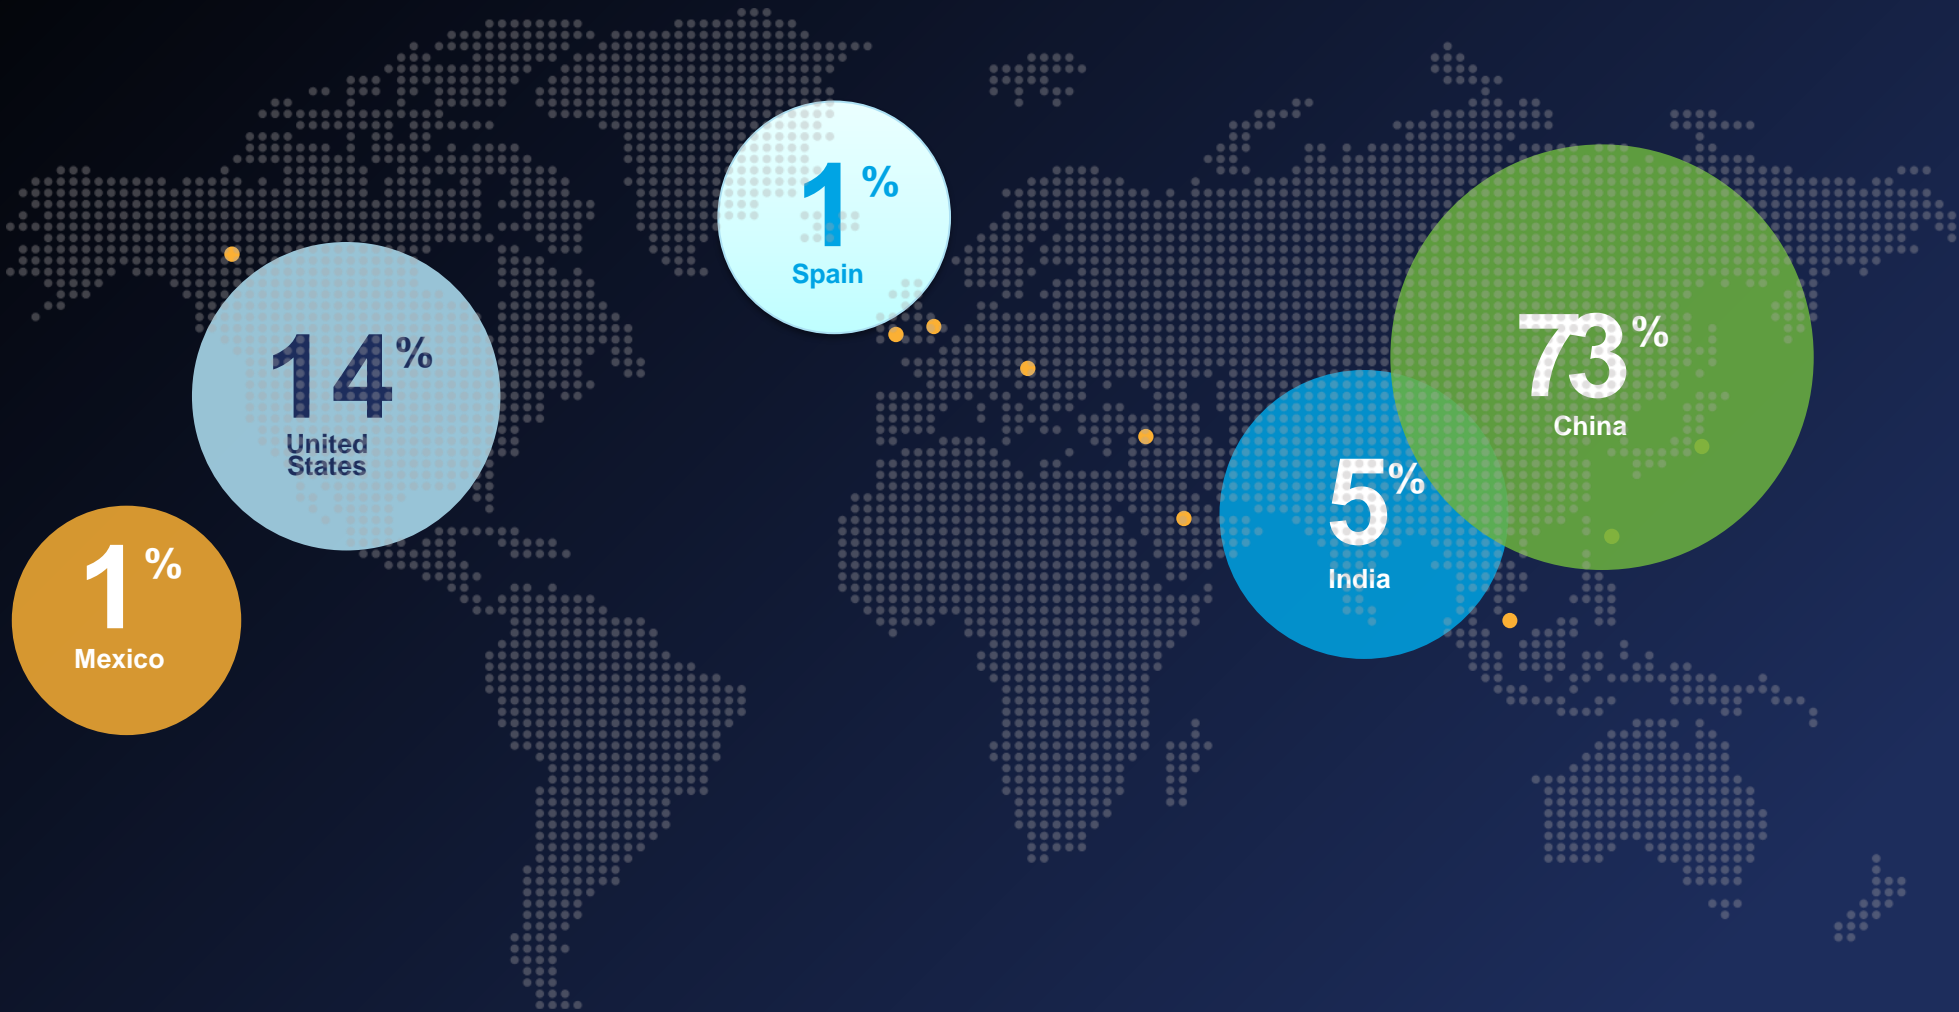 1%
Spain
14%
United
States
73%
China
5%
India
1%
Mexico